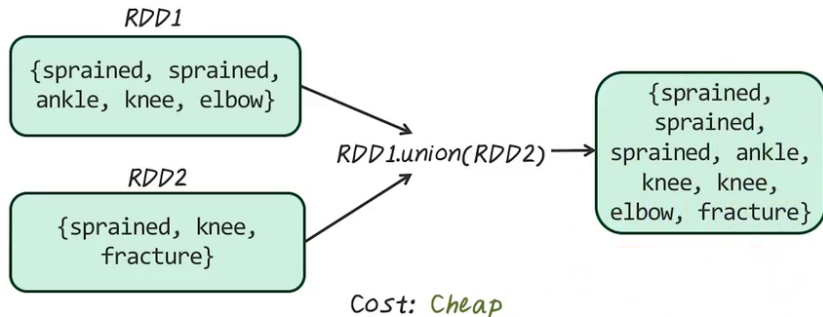 RDD1
{sprained, sprained,
ankle, knee, elbow}
RDD2
{sprained, knee,
fracture}
RDD1.union(RDD2)
{sprained,
sprained,
sprained, ankle,
knee, knee,
elbow, fracture}
Cost: Cheap